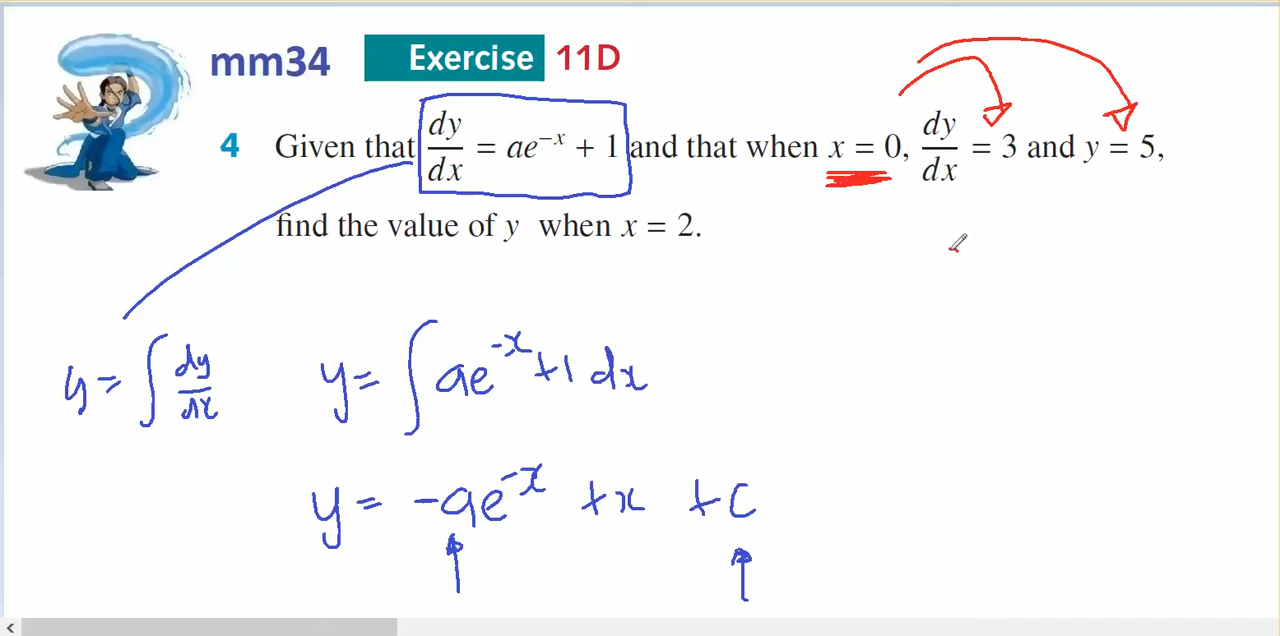 mm34 Exercise 11D
4 Given that dy/dx = ae^{-x} + 1 and that when x = 0, dy/dx = 3 and y = 5,
find the value of y when x = 2.
y = ∫ dy/dx y = ∫ ae^{-x} + 1 dx
y = -ae^{-x} + x + c